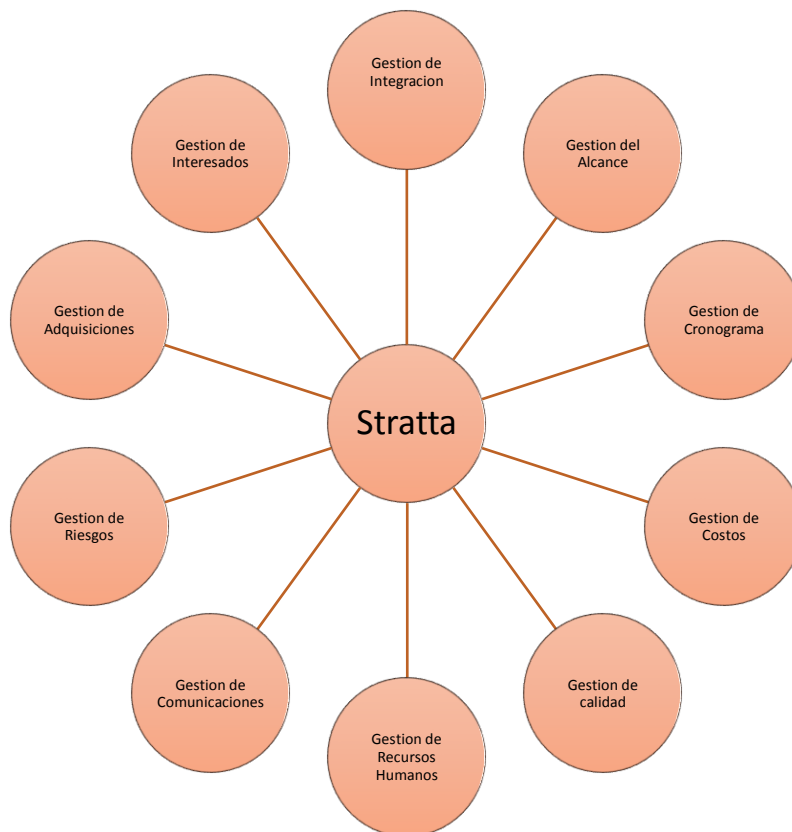 Gestion de
Integracion
Gestion del
Alcance
Gestion de
Cronograma
Gestion de
Costos
Gestion de
calidad
Gestion de
Recursos
Humanos
Gestion de
Comunicaciones
Gestion de
Riesgos
Gestion de
Adquisiciones
Gestion de
Interesados
Stratta